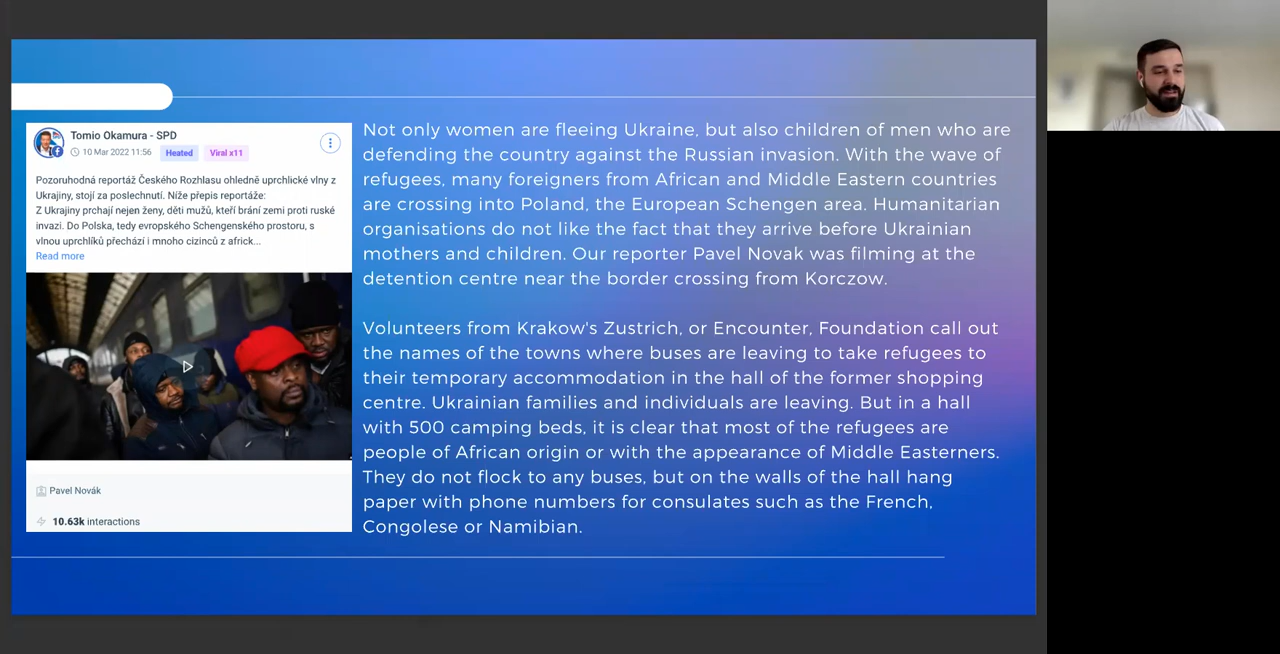 Tomio Okamura - SPD
10 Mar 2022 11:56
Heated
Viral x11
Pozoruhodná reportáž Českého Rozhlasu ohledně uprchlické vlny z
Ukrajiny, stojí za poslechnutí. Níže přepis reportáže:
Z Ukrajiny prchají nejen ženy, děti mužů, kteří brání zemi proti ruské
invazi. Do Polska, tedy evropského Schengenského prostoru, s
vlnou uprchlíků přechází i mnoho cizinců z africk...
Read more
Pavel Novák
10.63k interactions
Not only women are fleeing Ukraine, but also children of men who are
defending the country against the Russian invasion. With the wave of
refugees, many foreigners from African and Middle Eastern countries
are crossing into Poland, the European Schengen area. Humanitarian
organisations do not like the fact that they arrive before Ukrainian
mothers and children. Our reporter Pavel Novak was filming at the
detention centre near the border crossing from Korczow.
Volunteers from Krakow's Zustrich, or Encounter, Foundation call out
the names of the towns where buses are leaving to take refugees to
their temporary accommodation in the hall of the former shopping
centre. Ukrainian families and individuals are leaving. But in a hall
with 500 camping beds, it is clear that most of the refugees are
people of African origin or with the appearance of Middle Easterners.
They do not flock to any buses, but on the walls of the hall hang
paper with phone numbers for consulates such as the French,
Congolese or Namibian.